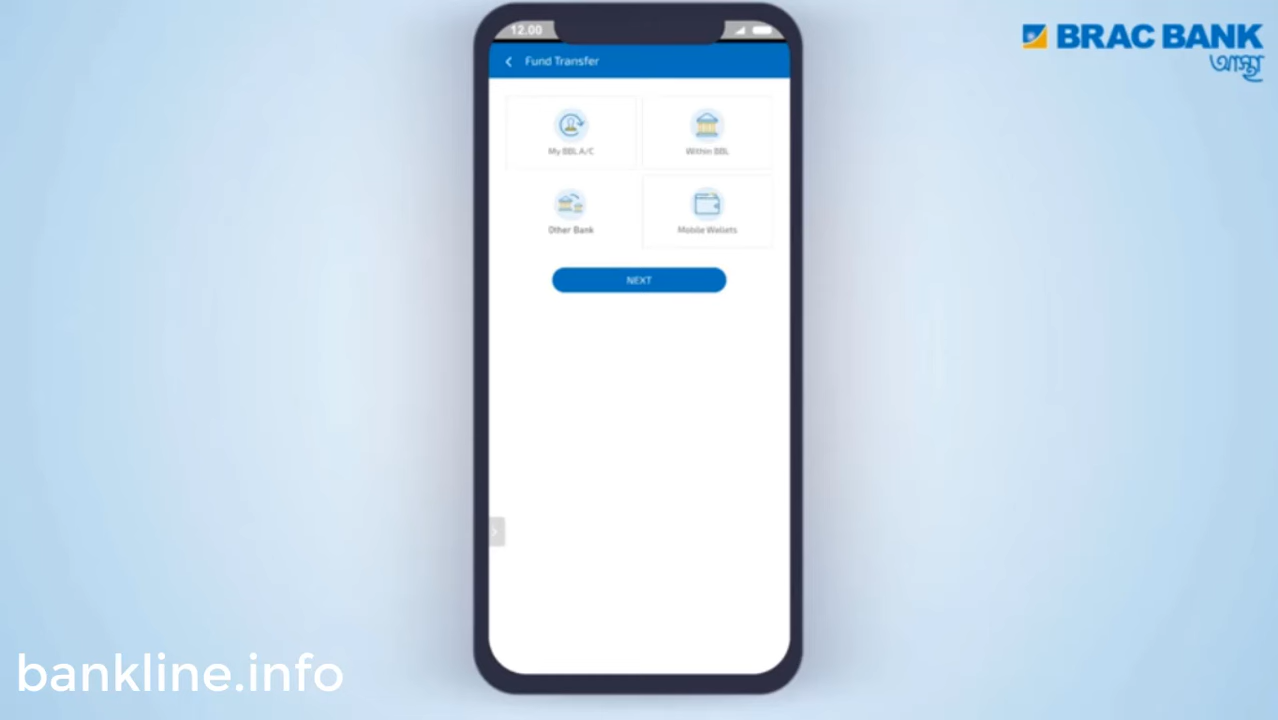 12.00
BRAC BANK
আস্থা
Fund Transfer
My BBL A/C
Within BBL
Other Bank
Mobile Wallets
NEXT
bankline.info